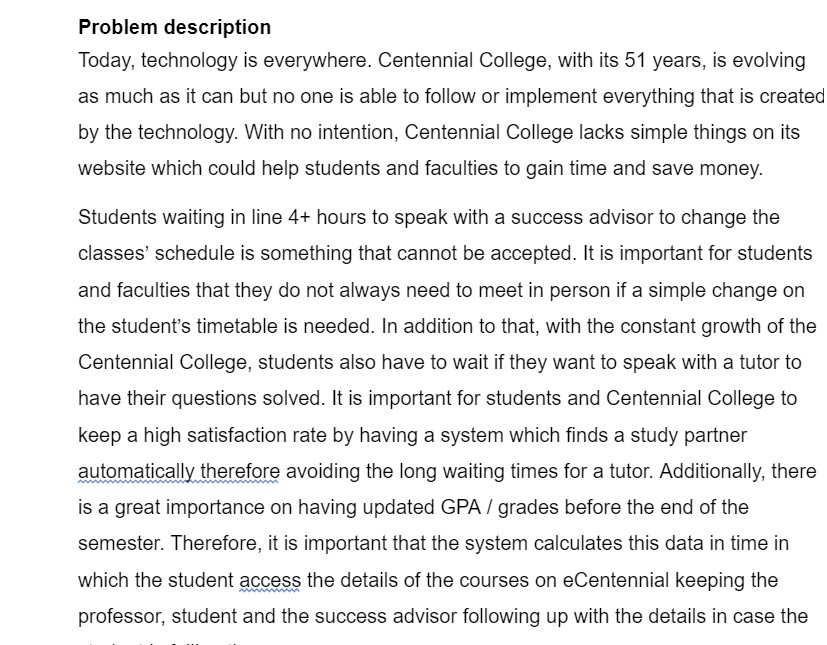 Problem description
Today, technology is everywhere. Centennial College, with its 51 years, is evolving
as much as it can but no one is able to follow or implement everything that is created
by the technology. With no intention, Centennial College lacks simple things on its
website which could help students and faculties to gain time and save money.
Students waiting in line 4+ hours to speak with a success advisor to change the
classes’ schedule is something that cannot be accepted. It is important for students
and faculties that they do not always need to meet in person if a simple change on
the student’s timetable is needed. In addition to that, with the constant growth of the
Centennial College, students also have to wait if they want to speak with a tutor to
have their questions solved. It is important for students and Centennial College to
keep a high satisfaction rate by having a system which finds a study partner
automatically therefore avoiding the long waiting times for a tutor. Additionally, there
is a great importance on having updated GPA / grades before the end of the
semester. Therefore, it is important that the system calculates this data in time in
which the student access the details of the courses on eCentennial keeping the
professor, student and the success advisor following up with the details in case the